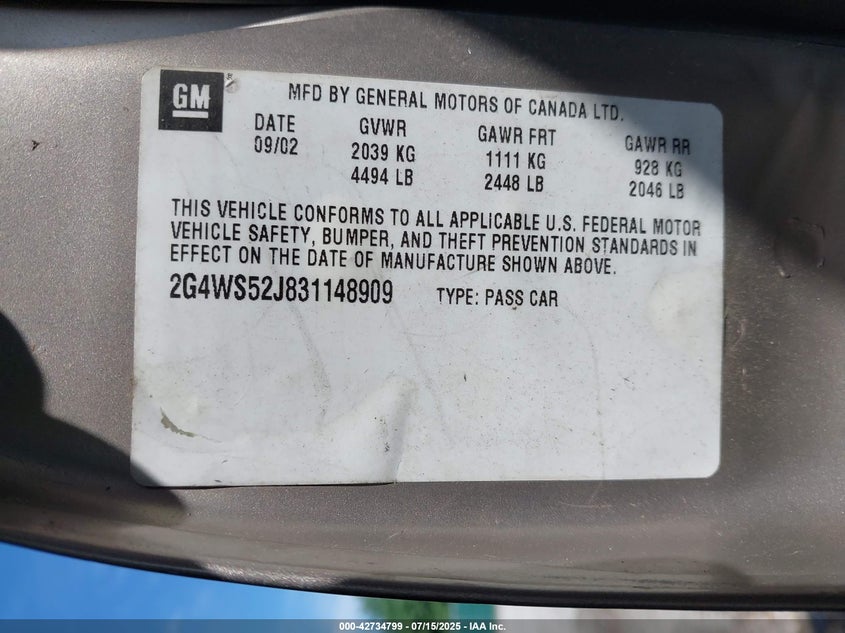 GM
MFD BY GENERAL MOTORS OF CANADA LTD.
DATE GVWR GAWR FRT GAWR RR
09/02 2039 KG 1111 KG 928 KG
4494 LB 2448 LB 2046 LB
THIS VEHICLE CONFORMS TO ALL APPLICABLE U.S. FEDERAL MOTOR
VEHICLE SAFETY, BUMPER, AND THEFT PREVENTION STANDARDS IN
EFFECT ON THE DATE OF MANUFACTURE SHOWN ABOVE.
2G4WS52J831148909 TYPE: PASS CAR
000-42734799 - 07/15/2025 - IAA Inc.